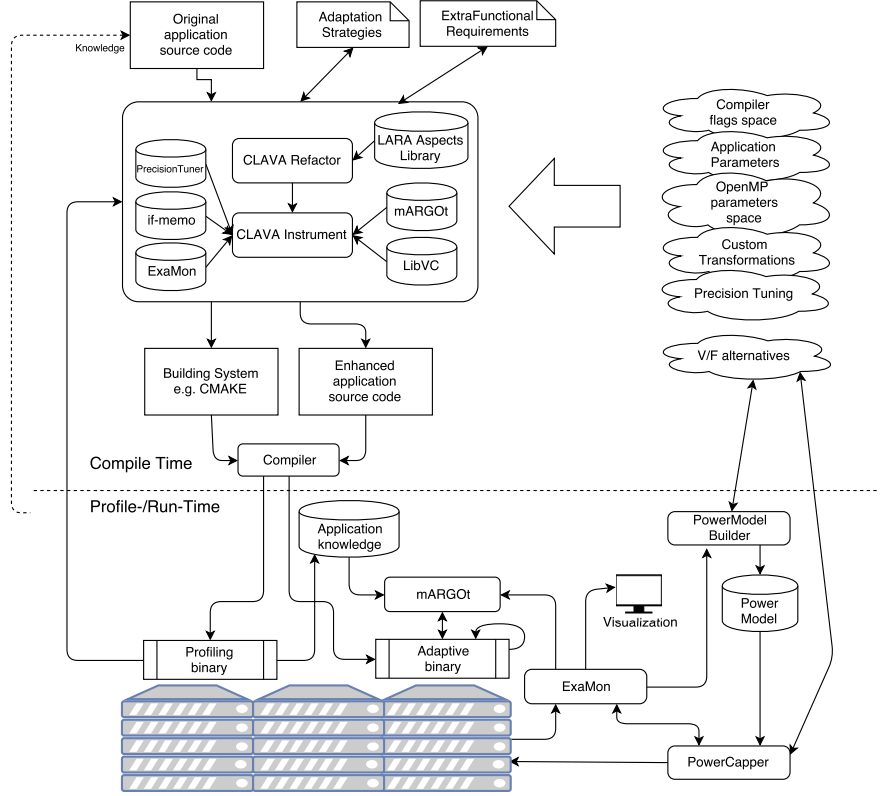 Original
application
source code
Adaptation
Strategies
ExtraFunctional
Requirements
Knowledge
PrecisionTuner
if-memo
ExaMon
CLAVA Refactor
CLAVA Instrument
LARA Aspects
Library
mARGOt
LibVC
Compiler
flags space
Application
Parameters
OpenMP
parameters
space
Custom
Transformations
Precision Tuning
V/F alternatives
Building System
e.g. CMAKE
Enhanced
application
source code
Compiler
Compile Time
Profile-/Run-Time
Application
knowledge
mARGOt
Profiling
binary
Adaptive
binary
Visualization
ExaMon
PowerModel
Builder
Power
Model
PowerCapper